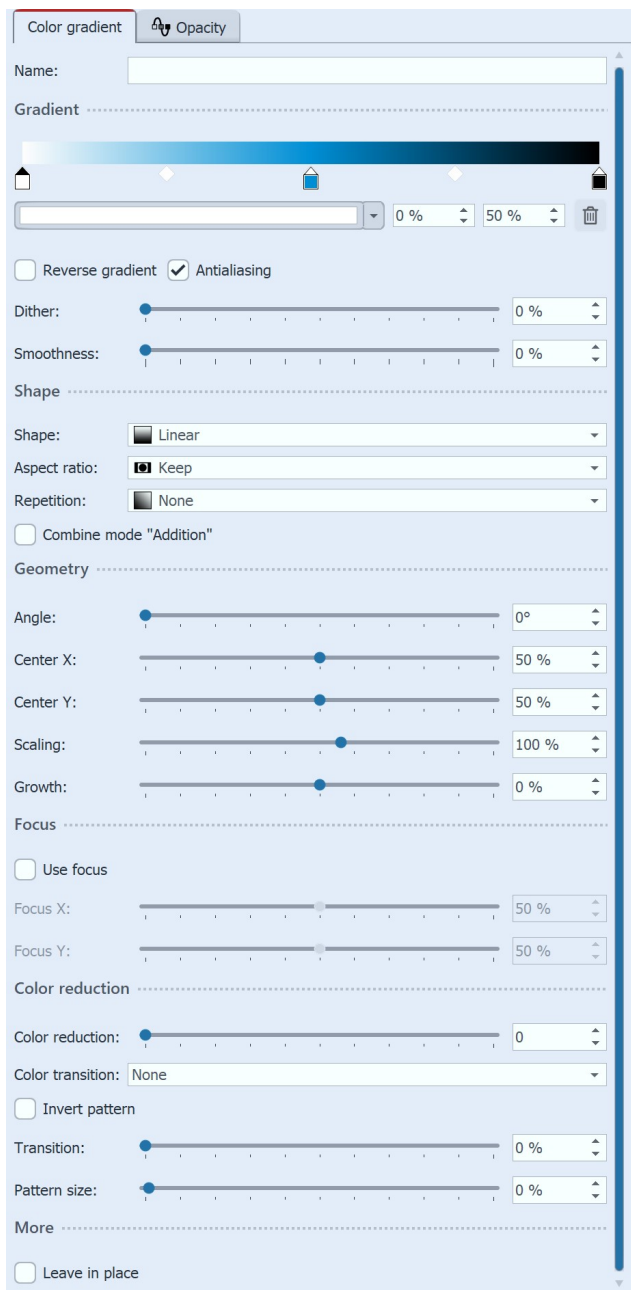 Color gradient Opacity
Name:
Gradient
0 % 50 %
Reverse gradient Antialiasing
Dither: 0 %
Smoothness: 0 %
Shape
Shape: Linear
Aspect ratio: Keep
Repetition: None
Combine mode "Addition"
Geometry
Angle: 0°
Center X: 50 %
Center Y: 50 %
Scaling: 100 %
Growth: 0 %
Focus
Use focus
Focus X: 50 %
Focus Y: 50 %
Color reduction
Color reduction: 0
Color transition: None
Invert pattern
Transition: 0 %
Pattern size: 0 %
More
Leave in place